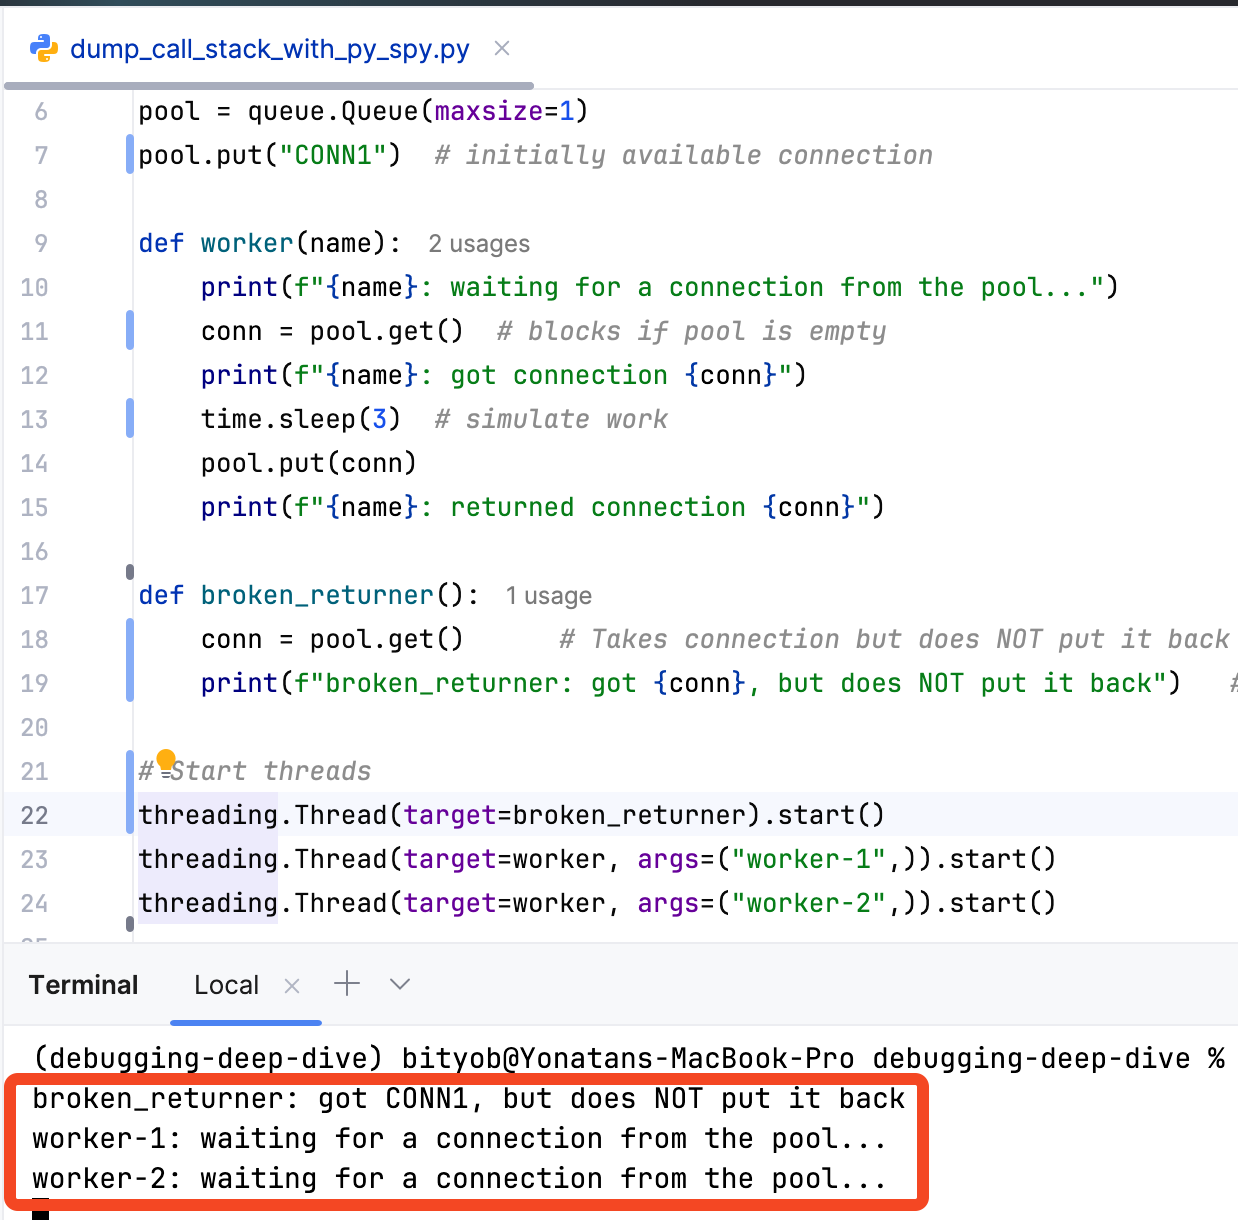 dump_call_stack_with_py_spy.py
6 pool = queue.Queue(maxsize=1)
7 pool.put("CONN1")  # initially available connection
8
9 def worker(name): 2 usages
10     print(f"{name}: waiting for a connection from the pool...")
11     conn = pool.get()  # blocks if pool is empty
12     print(f"{name}: got connection {conn}")
13     time.sleep(3)  # simulate work
14     pool.put(conn)
15     print(f"{name}: returned connection {conn}")
16
17 def broken_returner(): 1 usage
18     conn = pool.get()      # Takes connection but does NOT put it back
19     print(f"broken_returner: got {conn}, but does NOT put it back")   #
20
21 # Start threads
22 threading.Thread(target=broken_returner).start()
23 threading.Thread(target=worker, args=("worker-1",)).start()
24 threading.Thread(target=worker, args=("worker-2",)).start()
Terminal Local
(debugging-deep-dive) bityob@Yonatans-MacBook-Pro debugging-deep-dive %
broken_returner: got CONN1, but does NOT put it back
worker-1: waiting for a connection from the pool...
worker-2: waiting for a connection from the pool...